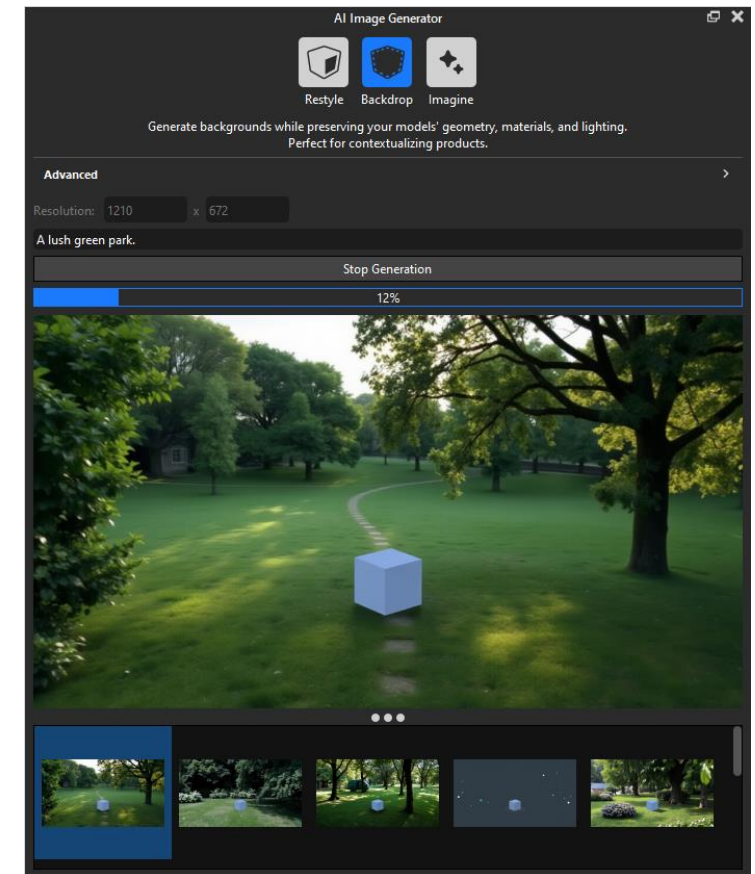 AI Image Generator
Restyle Backdrop Imagine
Generate backgrounds while preserving your models' geometry, materials, and lighting.
Perfect for contextualizing products.
Advanced
Resolution: 1210 x 672
A lush green park.
Stop Generation
12%